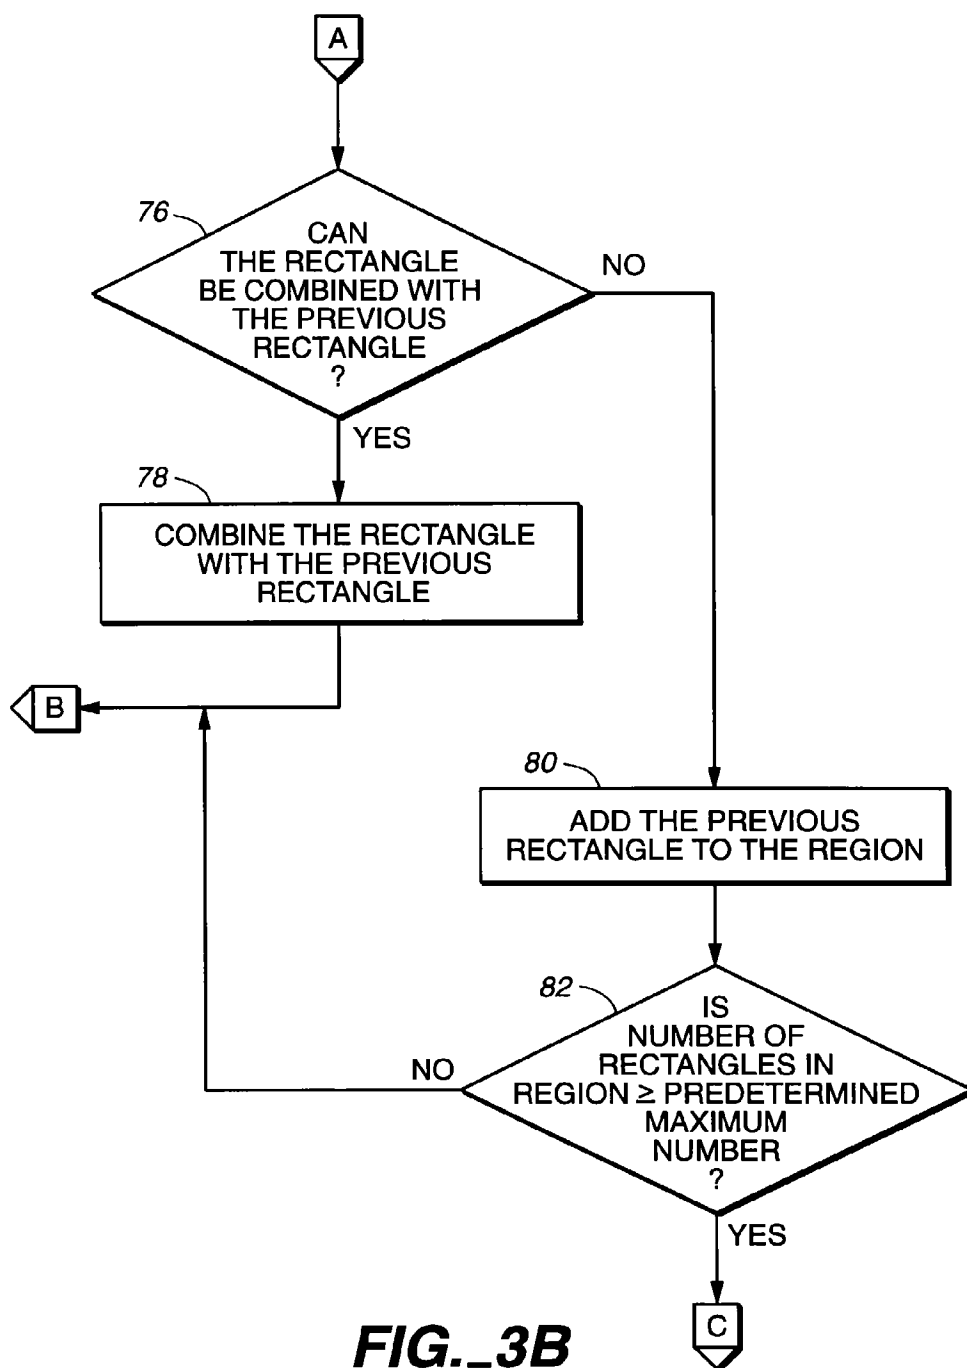 A
76
CAN
THE RECTANGLE
BE COMBINED WITH
THE PREVIOUS
RECTANGLE
?
NO
YES
78
COMBINE THE RECTANGLE
WITH THE PREVIOUS
RECTANGLE
B
80
ADD THE PREVIOUS
RECTANGLE TO THE REGION
82
IS
NUMBER OF
RECTANGLES IN
REGION ≥ PREDETERMINED
MAXIMUM
NUMBER
?
NO
YES
C
FIG._3B